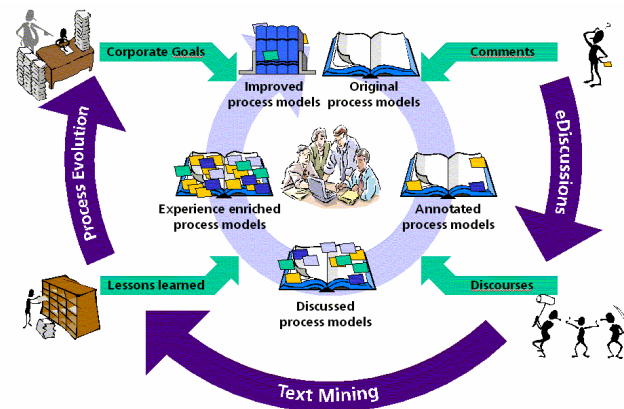 Corporate Goals
Comments
Improved
process models
Original
process models
eDiscussions
Process Evolution
Experience enriched
process models
Annotated
process models
Lessons learned
Discourses
Discussed
process models
Text Mining